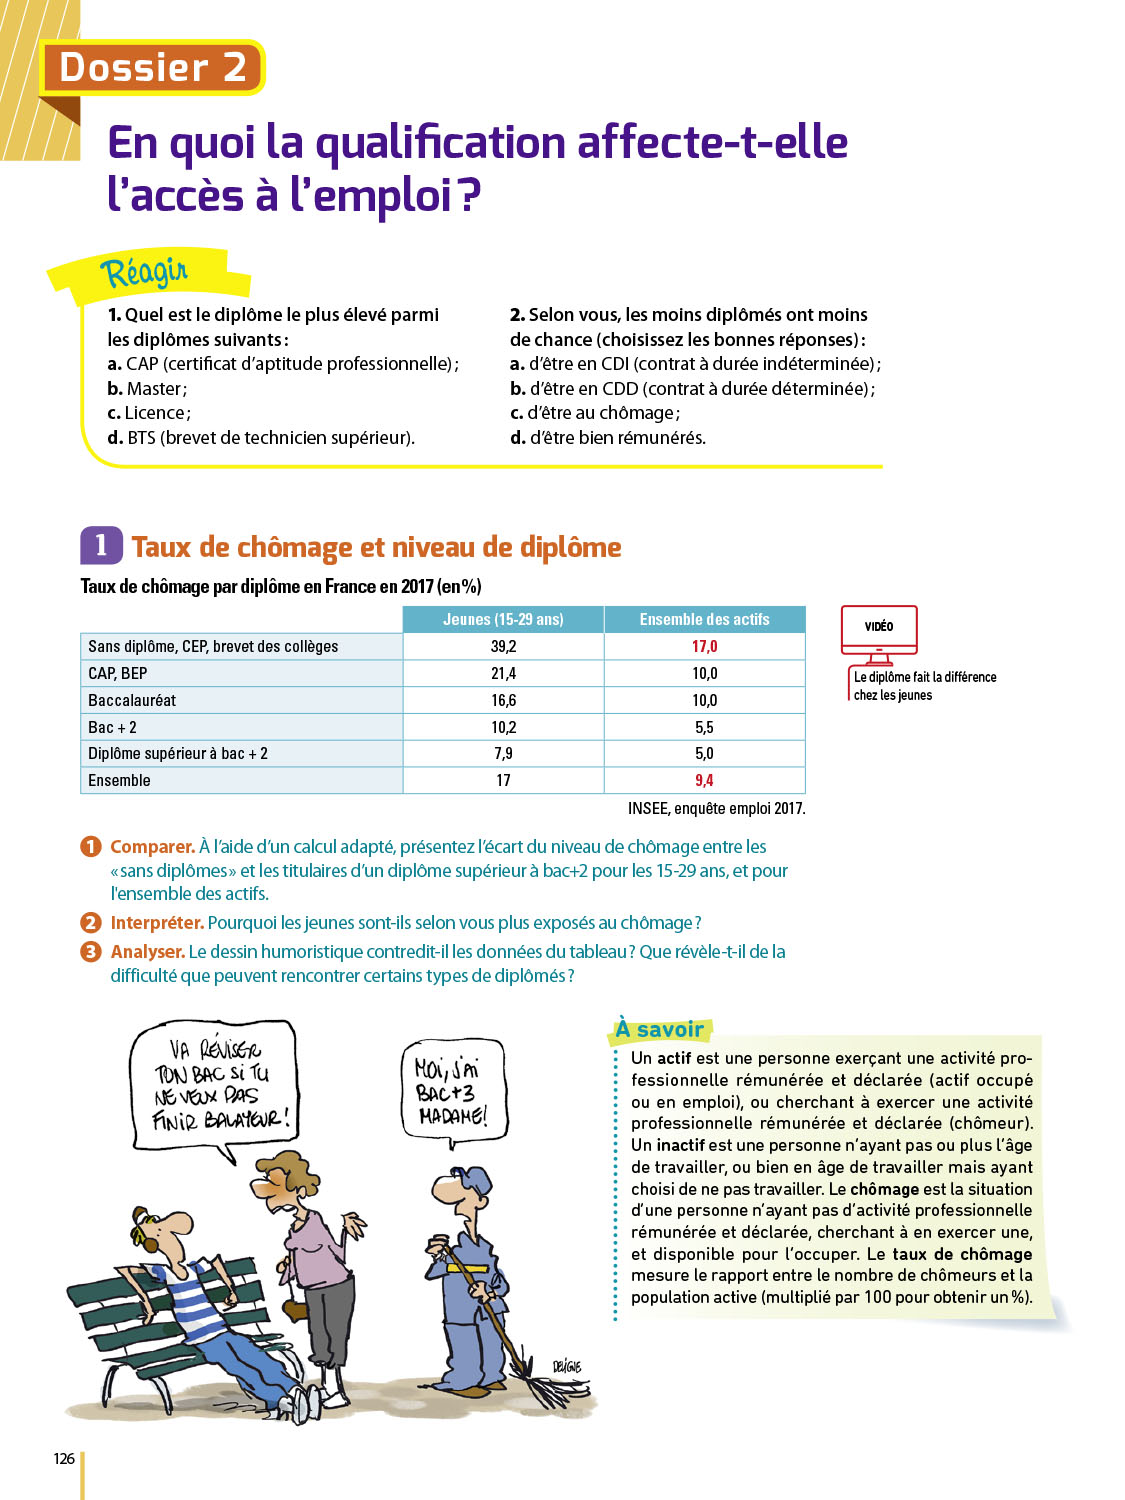 Dossier 2
En quoi la qualification affecte-t-elle
l'accès à l'emploi ?
Réagir
1. Quel est le diplôme le plus élevé parmi
les diplômes suivants :
a. CAP (certificat d'aptitude professionnelle) ;
b. Master ;
c. Licence ;
d. BTS (brevet de technicien supérieur).
2. Selon vous, les moins diplômés ont moins
de chance (choisissez les bonnes réponses) :
a. d'être en CDI (contrat à durée indéterminée) ;
b. d'être en CDD (contrat à durée déterminée) ;
c. d'être au chômage ;
d. d'être bien rémunérés.
1 Taux de chômage et niveau de diplôme
Taux de chômage par diplôme en France en 2017 (en %)
Jeunes (15-29 ans) Ensemble des actifs
Sans diplôme, CEP, brevet des collèges 39,2 17,0
CAP, BEP 21,4 10,0
Baccalauréat 16,6 10,0
Bac + 2 10,2 5,5
Diplôme supérieur à bac + 2 7,9 5,0
Ensemble 17 9,4
INSEE, enquête emploi 2017.
VIDÉO
Le diplôme fait la différence
chez les jeunes
1 Comparer. À l'aide d'un calcul adapté, présentez l'écart du niveau de chômage entre les
« sans diplômes » et les titulaires d'un diplôme supérieur à bac+2 pour les 15-29 ans, et pour
l'ensemble des actifs.
2 Interpréter. Pourquoi les jeunes sont-ils selon vous plus exposés au chômage ?
3 Analyser. Le dessin humoristique contredit-il les données du tableau ? Que révèle-t-il de la
difficulté que peuvent rencontrer certains types de diplômés ?
VA RÉVISER
TON BAC SI TU
NE VEUX PAS
FINIR BALAYEUR !
MOI, J'AI
BAC+3
MADAME !
DELIGNE
À savoir
Un actif est une personne exerçant une activité pro-
fessionnelle rémunérée et déclarée (actif occupé
ou en emploi), ou cherchant à exercer une activité
professionnelle rémunérée et déclarée (chômeur).
Un inactif est une personne n'ayant pas ou plus l'âge
de travailler, ou bien en âge de travailler mais ayant
choisi de ne pas travailler. Le chômage est la situation
d'une personne n'ayant pas d'activité professionnelle
rémunérée et déclarée, cherchant à en exercer une,
et disponible pour l'occuper. Le taux de chômage
mesure le rapport entre le nombre de chômeurs et la
population active (multiplié par 100 pour obtenir un %).
126